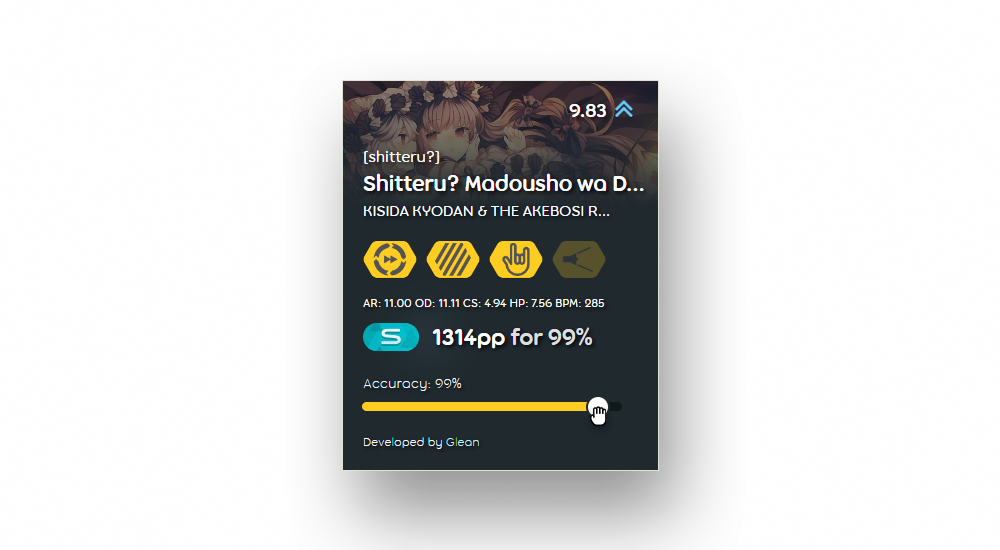 9.83
[shitteru?]
Shitteru? Madousho wa D...
KISIDA KYODAN & THE AKEBOSI R...
AR: 11.00 OD: 11.11 CS: 4.94 HP: 7.56 BPM: 285
S 1314pp for 99%
Accuracy: 99%
Developed by Glean